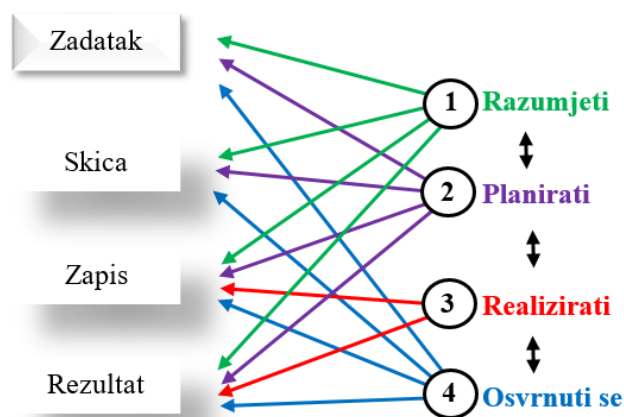 Zadatak
1 Razumjeti
Skica
2 Planirati
Zapis
3 Realizirati
Rezultat
4 Osvrnuti se